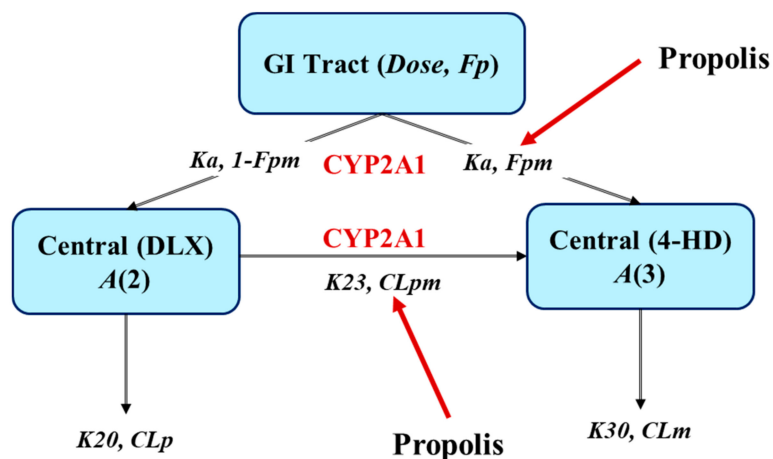 GI Tract (Dose, Fp)
Propolis
Ka, 1-Fpm
CYP2A1
Ka, Fpm
Central (DLX)
A(2)
CYP2A1
K23, CLpm
Central (4-HD)
A(3)
K20, CLp
Propolis
K30, CLm